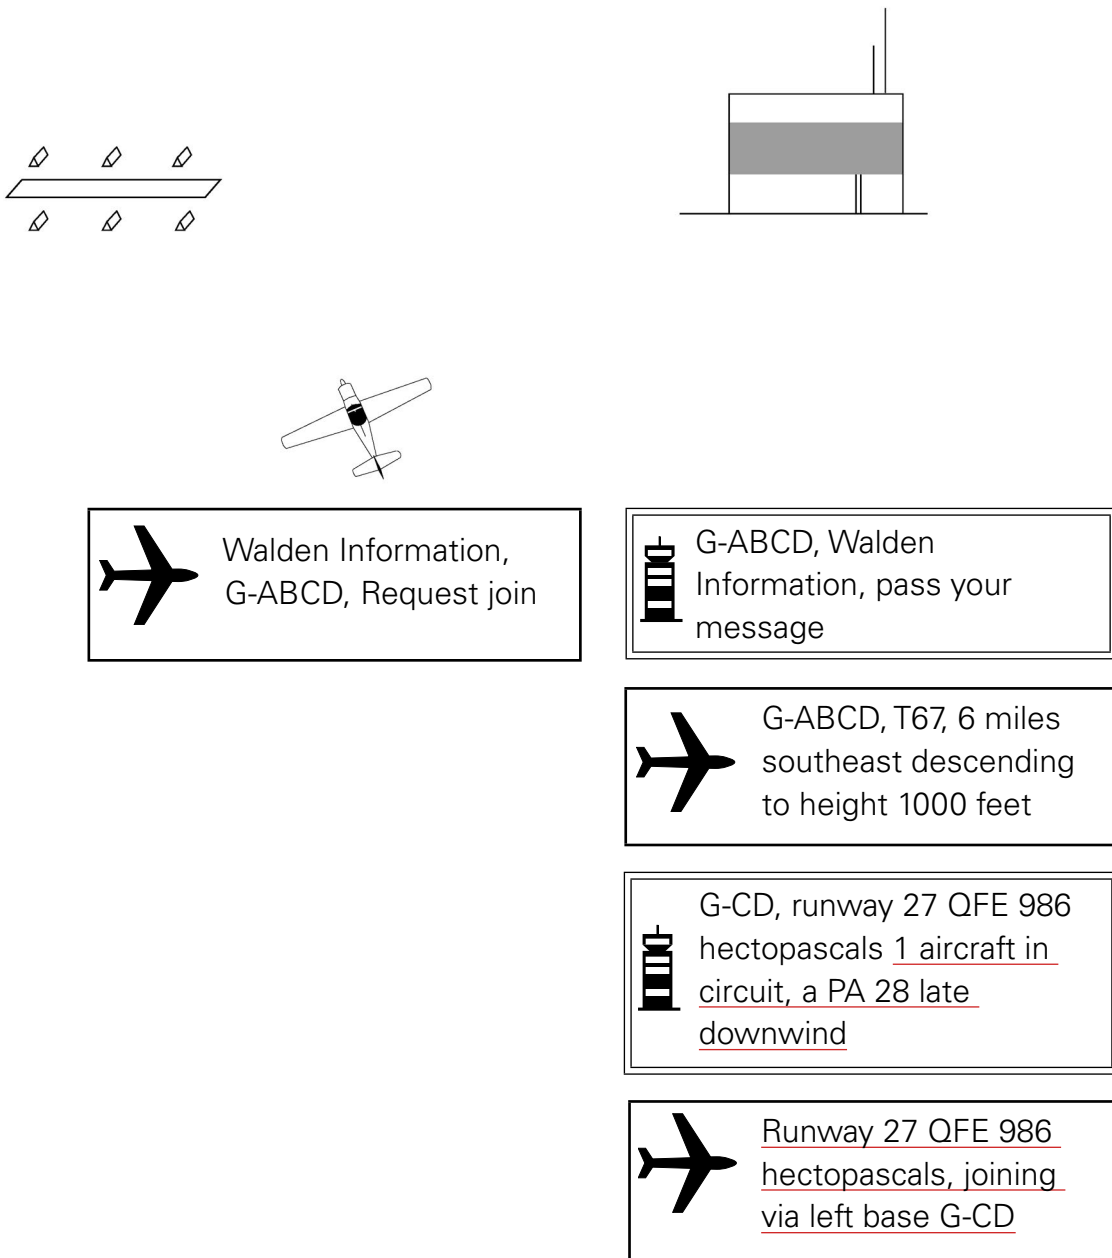 Walden Information,
G-ABCD, Request join
G-ABCD, Walden
Information, pass your
message
G-ABCD, T67, 6 miles
southeast descending
to height 1000 feet
G-CD, runway 27 QFE 986
hectopascals 1 aircraft in
circuit, a PA 28 late
downwind
Runway 27 QFE 986
hectopascals, joining
via left base G-CD